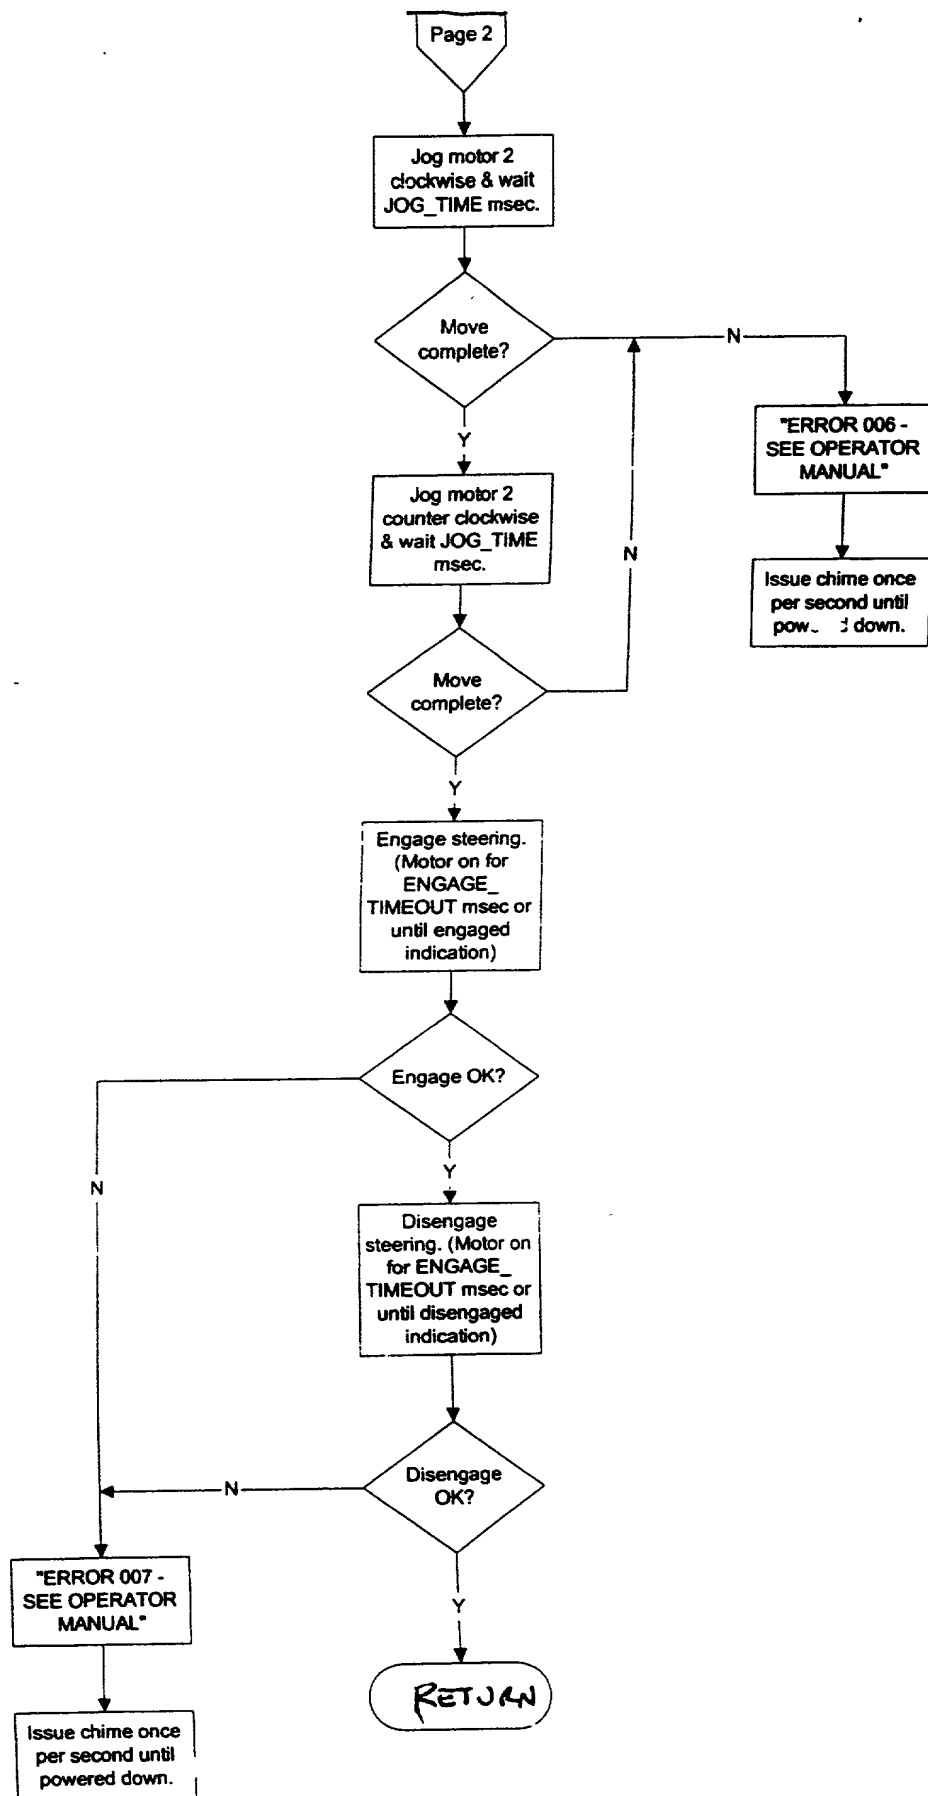 Page 2
Jog motor 2
clockwise & wait
JOG_TIME msec.
Move
complete?
N
Y
"ERROR 006 -
SEE OPERATOR
MANUAL"
Jog motor 2
counter clockwise
& wait JOG_TIME
msec.
N
Issue chime once
per second until
down.
Move
complete?
Y
Engage steering.
(Motor on for
ENGAGE_
TIMEOUT msec or
until engaged
indication)
Engage OK?
N
Y
Disengage
steering. (Motor on
for ENGAGE_
TIMEOUT msec or
until disengaged
indication)
Disengage
OK?
N
"ERROR 007 -
SEE OPERATOR
MANUAL"
Y
RETURN
Issue chime once
per second until
powered down.